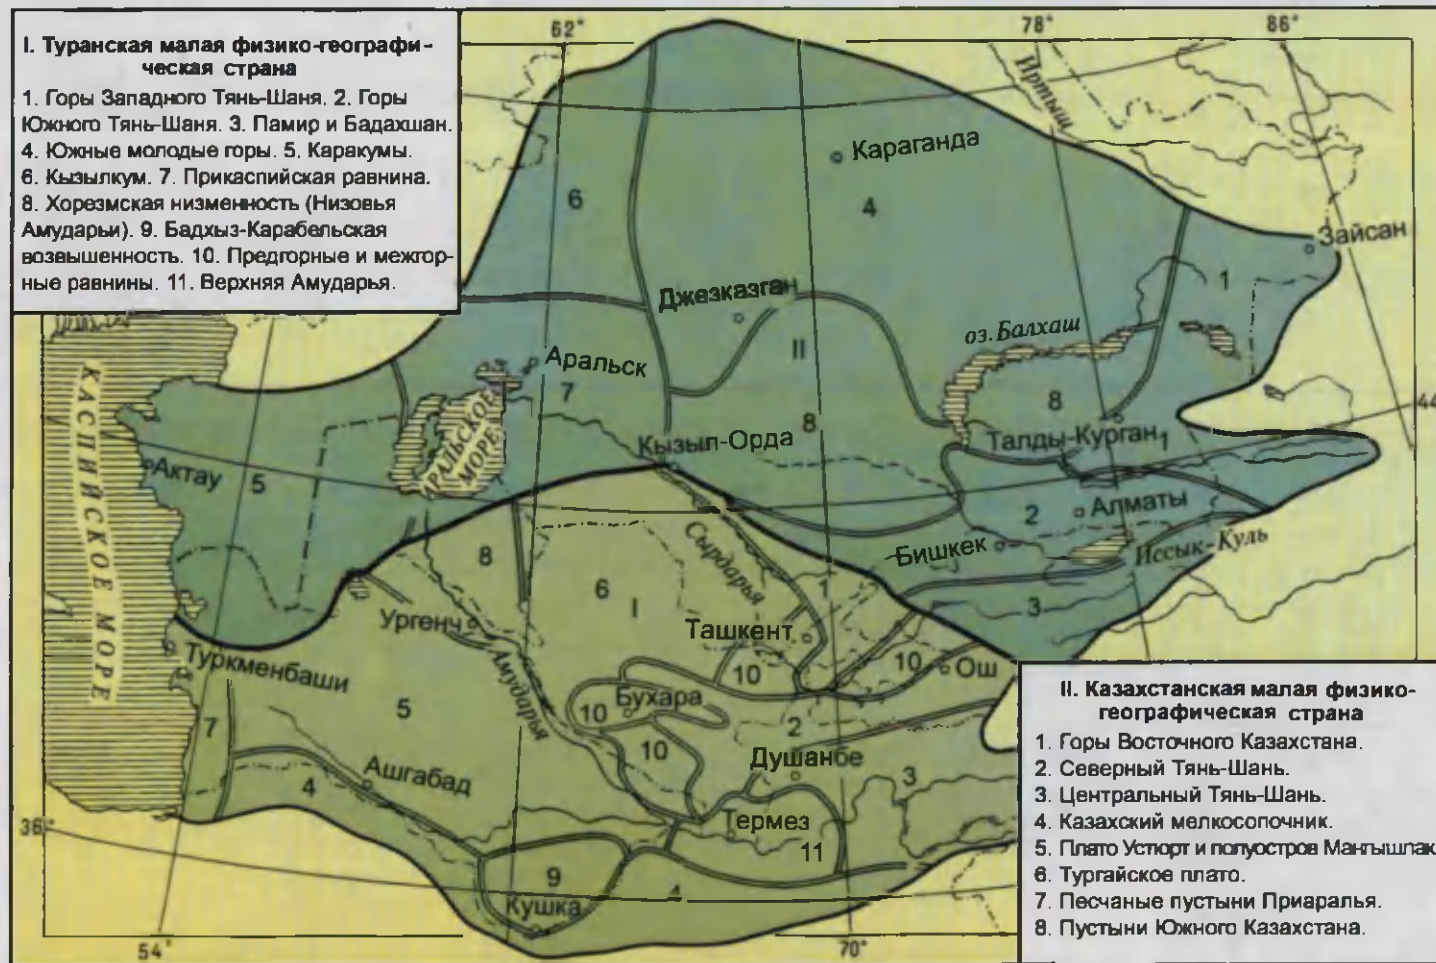 I. Туранская малая физико-географи-
ческая страна
1. Горы Западного Тянь-Шаня. 2. Горы
Южного Тянь-Шаня. 3. Памир и Бадахшан.
4. Южные молодые горы. 5. Каракумы.
6. Кызылкум. 7. Прикаспийская равнина.
8. Хорезмская низменность (Низовья
Амударьи). 9. Бадхыз-Карабельская
возвышенность. 10. Предгорные и межгор-
ные равнины. 11. Верхняя Амударья.
62°
78°
86°
Иртыш
Караганда
6
4
Зайсан
1
Джезказган
оз. Балхаш
II
Аральск
7
8
44
КАСПИЙСКОЕ МОРЕ
АРАЛЬСКОЕ
МОРЕ
Кызыл-Орда
8
Талды-Курган
1
Актау
5
2
Алматы
Сырдарья
Бишкек
Иссык-Куль
8
6
I
1
3
Ургенч
Ташкент
Туркменбаши
Амударья
10
10
Ош
5
Бухара
10
2
7
10
Душанбе
Ашгабад
4
3
36°
Термез
11
9
4
Кушка
54°
70°
II. Казахстанская малая физико-
географическая страна
1. Горы Восточного Казахстана.
2. Северный Тянь-Шань.
3. Центральный Тянь-Шань.
4. Казахский мелкосопочник.
5. Плато Устюрт и полуостров Мангышлак.
6. Тургайское плато.
7. Песчаные пустыни Приаралья.
8. Пустыни Южного Казахстана.